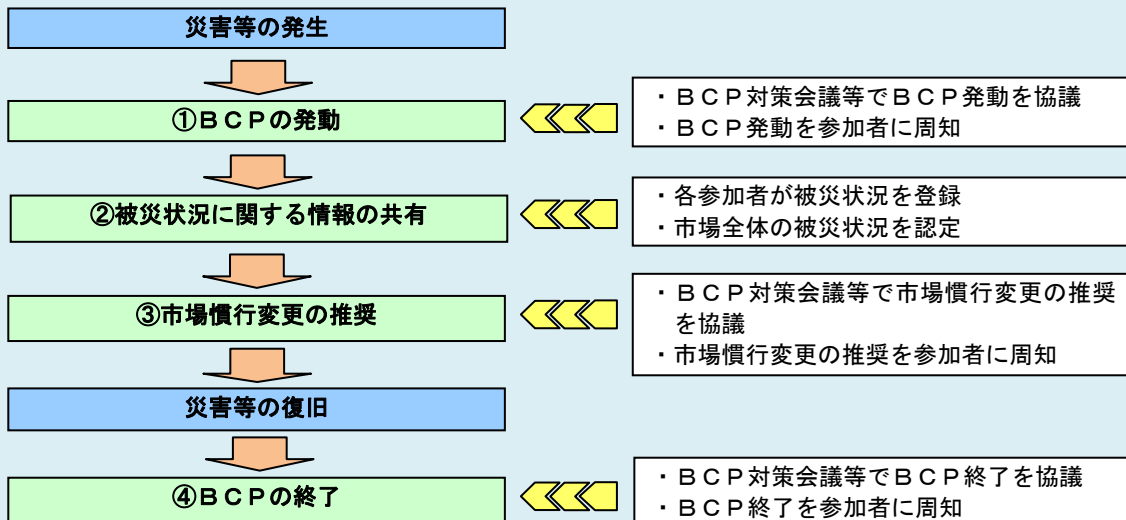 災害等の発生
①ＢＣＰの発動
・ＢＣＰ対策会議等でＢＣＰ発動を協議
・ＢＣＰ発動を参加者に周知
②被災状況に関する情報の共有
・各参加者が被災状況を登録
・市場全体の被災状況を認定
③市場慣行変更の推奨
・ＢＣＰ対策会議等で市場慣行変更の推奨
を協議
・市場慣行変更の推奨を参加者に周知
災害等の復旧
④ＢＣＰの終了
・ＢＣＰ対策会議等でＢＣＰ終了を協議
・ＢＣＰ終了を参加者に周知